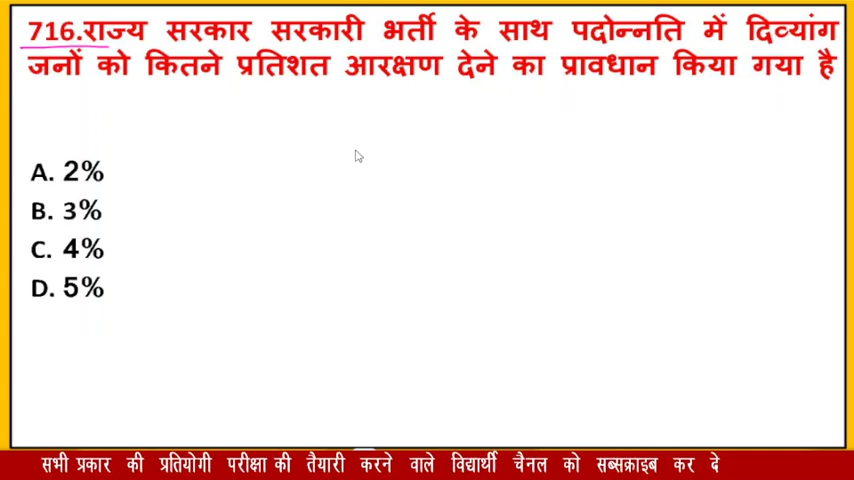 716.राज्य सरकार सरकारी भर्ती के साथ पदोन्नति में दिव्यांग
जनों को कितने प्रतिशत आरक्षण देने का प्रावधान किया गया है
A. 2%
B. 3%
C. 4%
D. 5%
सभी प्रकार की प्रतियोगी परीक्षा की तैयारी करने वाले विद्यार्थी चैनल को सब्सक्राइब कर दे